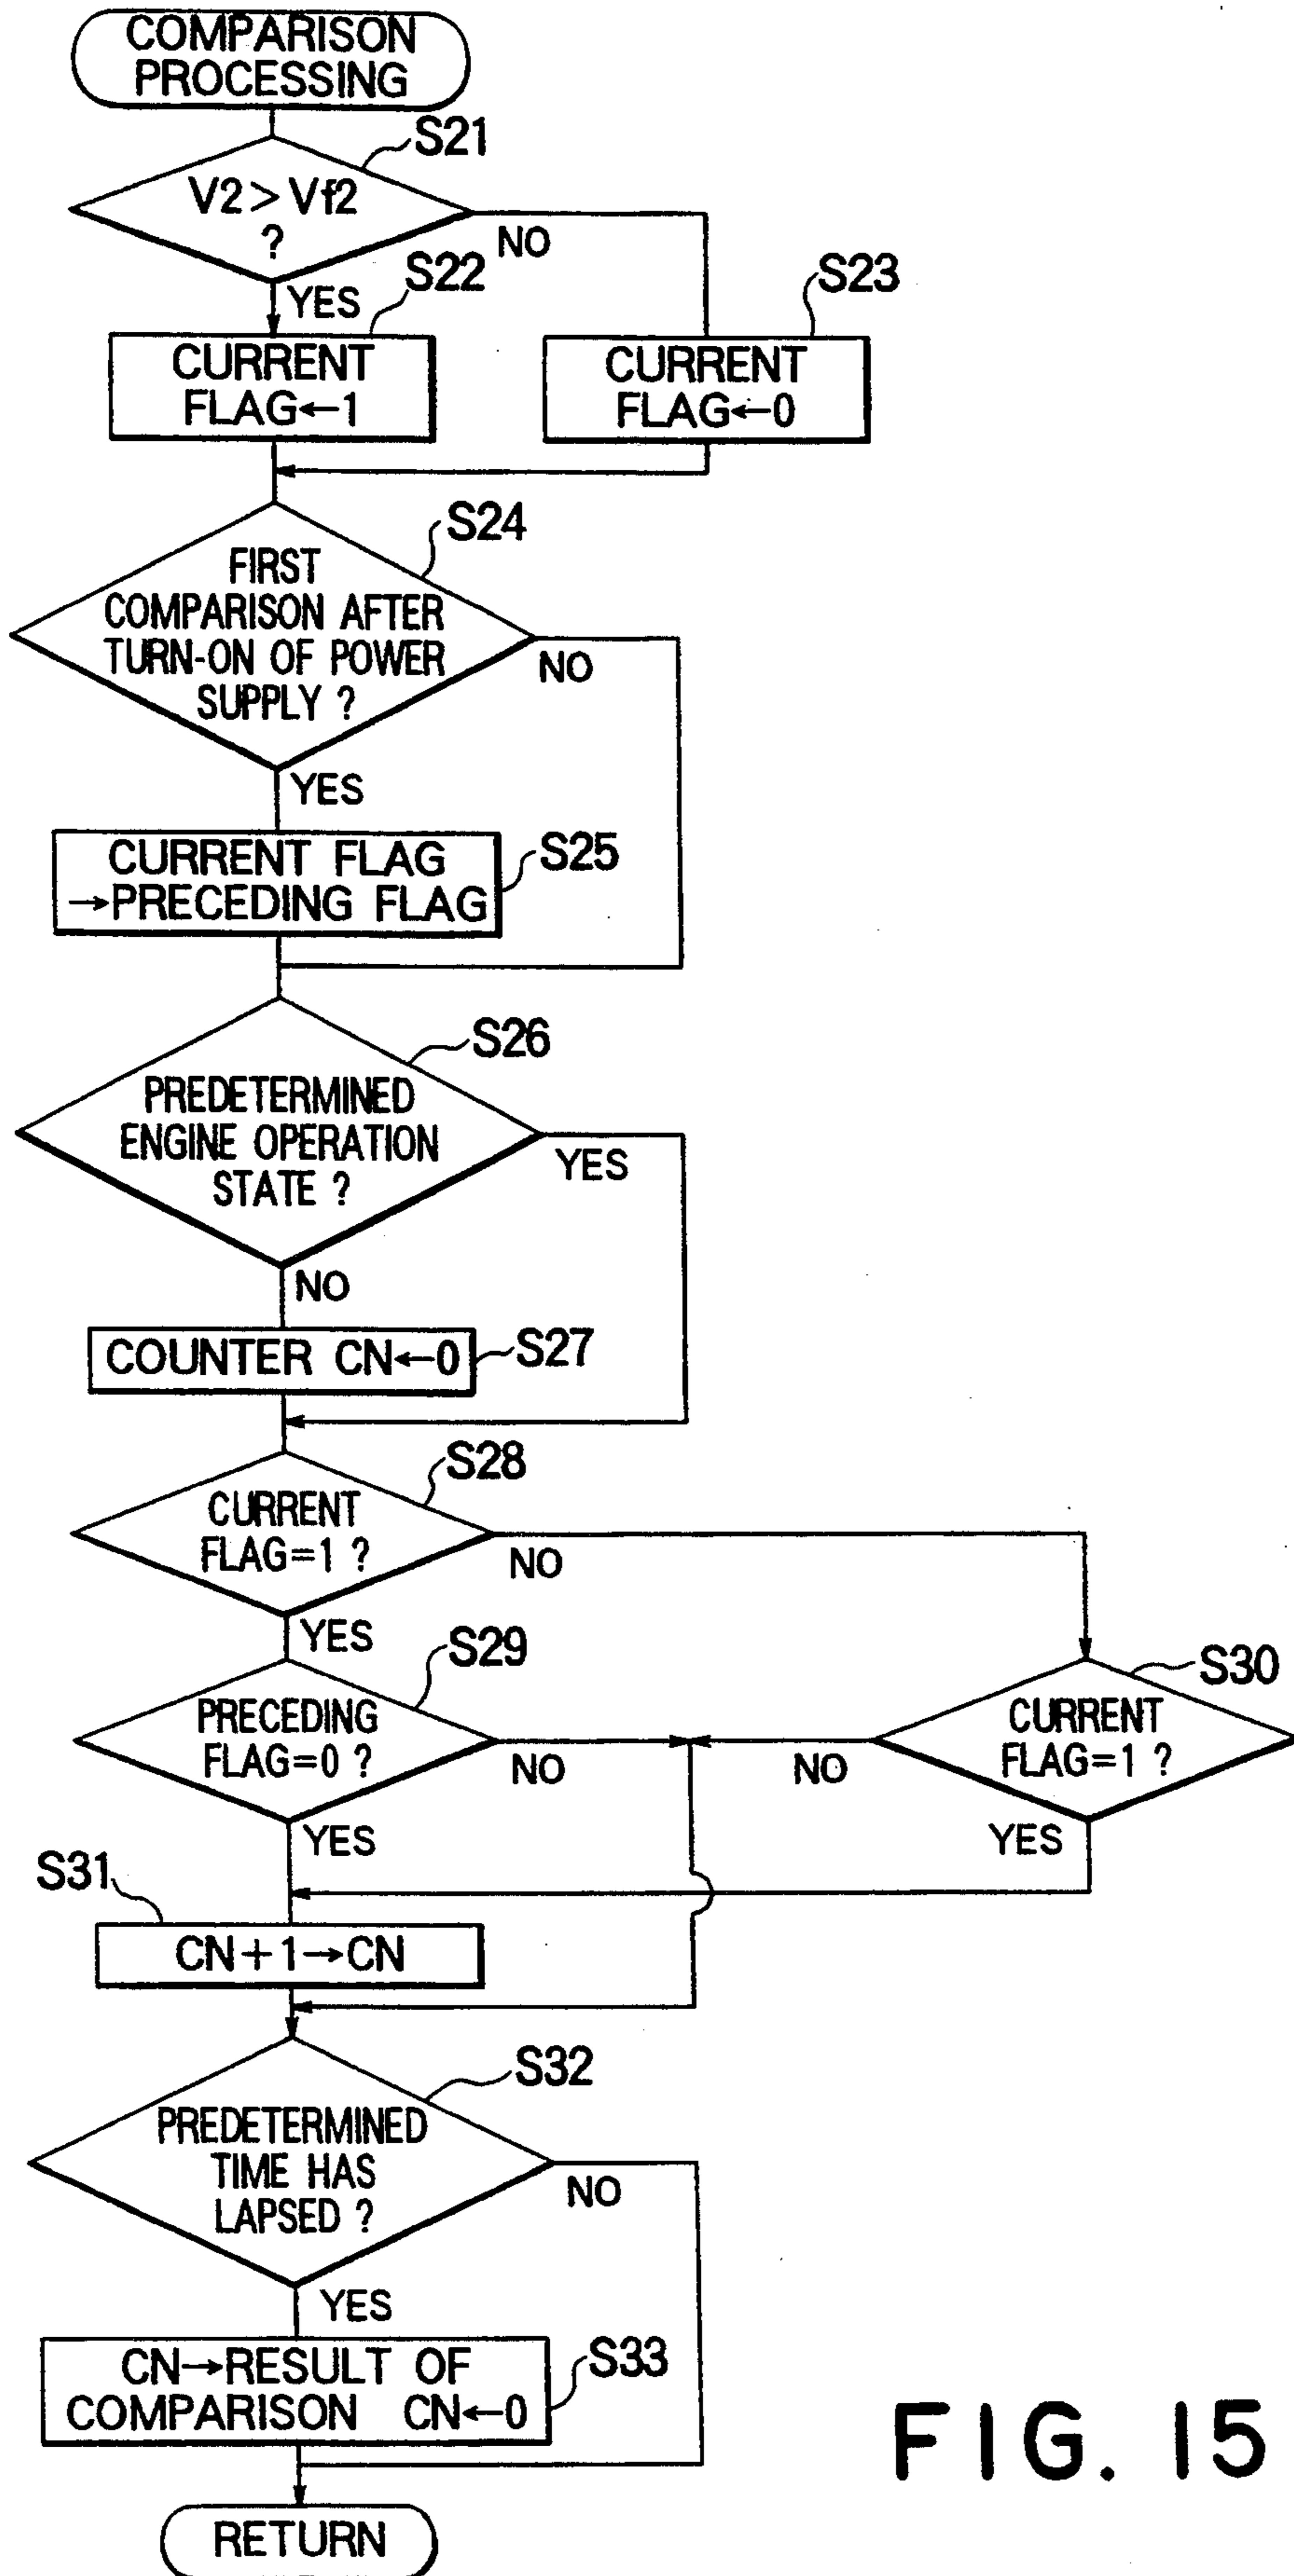 COMPARISON
PROCESSING
S21
V2>Vf2
?
NO
YES
S22
CURRENT
FLAG←1
S23
CURRENT
FLAG←0
S24
FIRST
COMPARISON AFTER
TURN-ON OF POWER
SUPPLY ?
NO
YES
CURRENT FLAG
→PRECEDING FLAG
S25
S26
PREDETERMINED
ENGINE OPERATION
STATE ?
YES
NO
COUNTER CN←0
S27
S28
CURRENT
FLAG=1 ?
NO
YES
S29
PRECEDING
FLAG=0 ?
NO
YES
S30
CURRENT
FLAG=1 ?
NO
YES
S31
CN+1→CN
S32
PREDETERMINED
TIME HAS
LAPSED ?
NO
YES
CN→RESULT OF
COMPARISON CN←0
S33
RETURN
FIG. 15